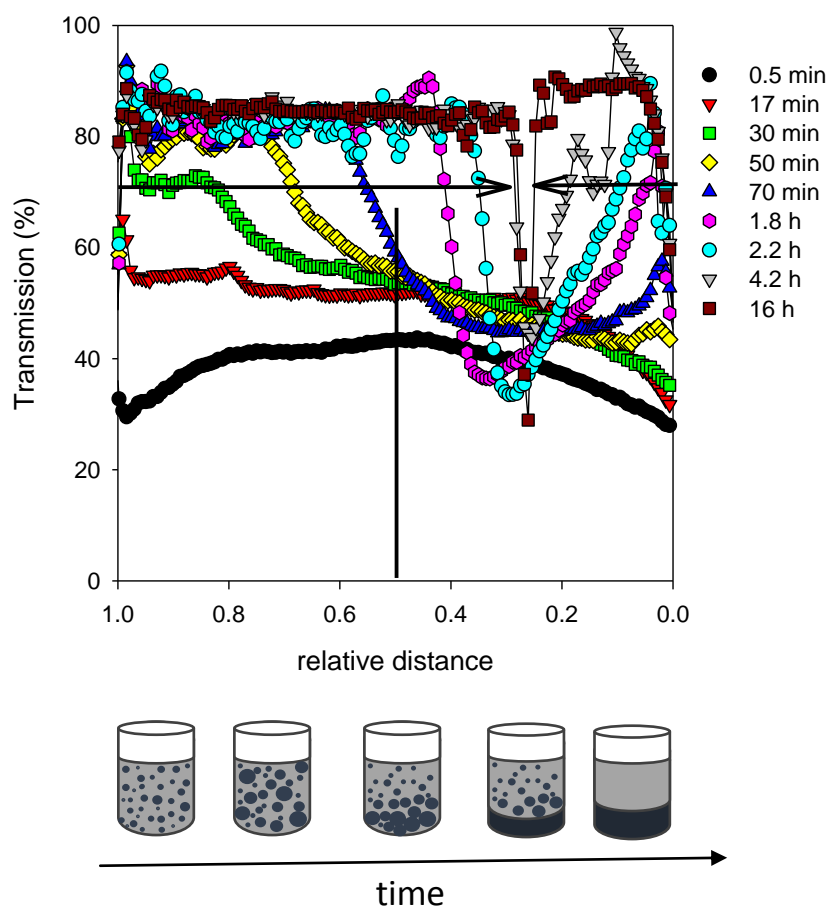 100
80
60
40
20
0
Transmission (%)
1.0 0.8 0.6 0.4 0.2 0.0
relative distance
0.5 min
17 min
30 min
50 min
70 min
1.8 h
2.2 h
4.2 h
16 h
time